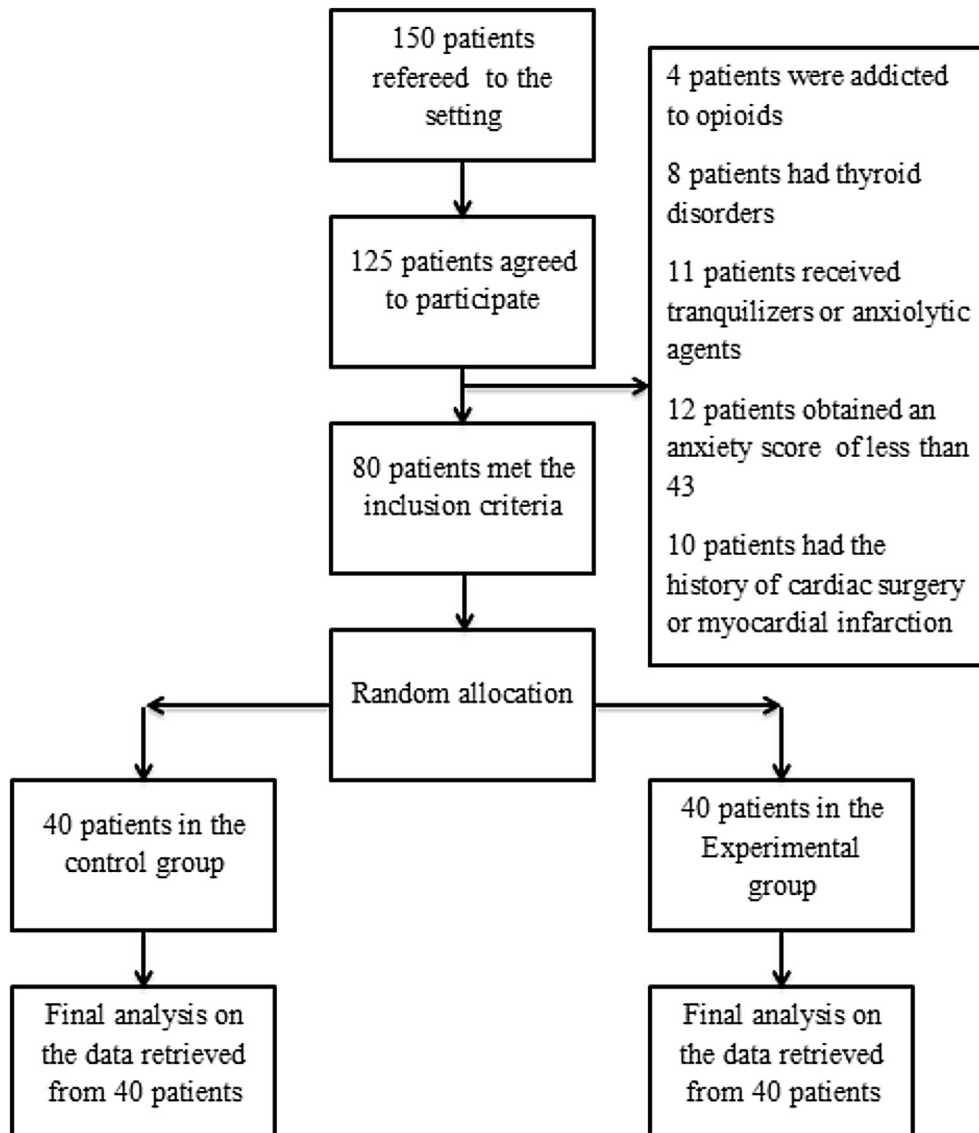 150 patients
refereed to the
setting
4 patients were addicted
to opioids
8 patients had thyroid
disorders
11 patients received
tranquilizers or anxiolytic
agents
12 patients obtained an
anxiety score of less than
43
10 patients had the
history of cardiac surgery
or myocardial infarction
125 patients agreed
to participate
80 patients met the
inclusion criteria
Random allocation
40 patients in the
control group
40 patients in the
Experimental
group
Final analysis on
the data retrieved
from 40 patients
Final analysis on
the data retrieved
from 40 patients